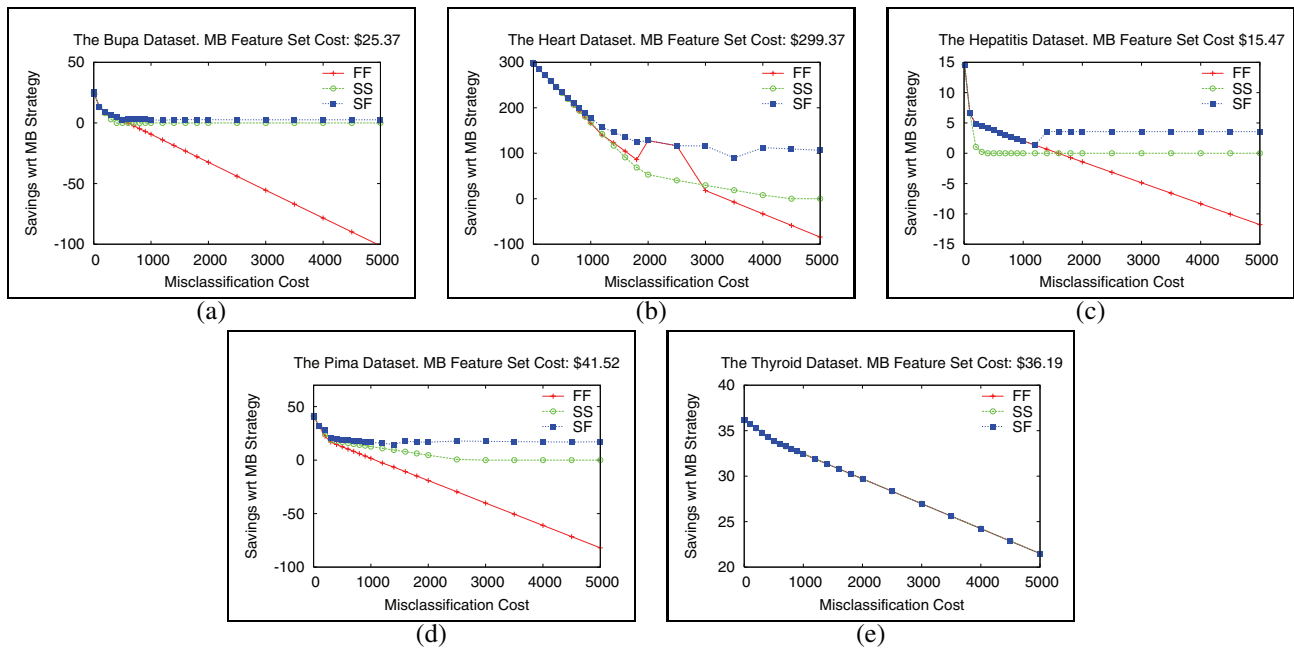 The Bupa Dataset. MB Feature Set Cost: $25.37
Savings wrt MB Strategy
50
0
-50
-100
FF
SS
SF
0 1000 2000 3000 4000 5000
Misclassification Cost
(a)
The Heart Dataset. MB Feature Set Cost: $299.37
Savings wrt MB Strategy
300
200
100
0
-100
FF
SS
SF
0 1000 2000 3000 4000 5000
Misclassification Cost
(b)
The Hepatitis Dataset. MB Feature Set Cost $15.47
Savings wrt MB Strategy
15
10
5
0
-5
-10
-15
FF
SS
SF
0 1000 2000 3000 4000 5000
Misclassification Cost
(c)
The Pima Dataset. MB Feature Set Cost: $41.52
Savings wrt MB Strategy
50
0
-50
-100
FF
SS
SF
0 1000 2000 3000 4000 5000
Misclassification Cost
(d)
The Thyroid Dataset. MB Feature Set Cost: $36.19
Savings wrt MB Strategy
40
35
30
25
20
FF
SS
SF
0 1000 2000 3000 4000 5000
Misclassification Cost
(e)